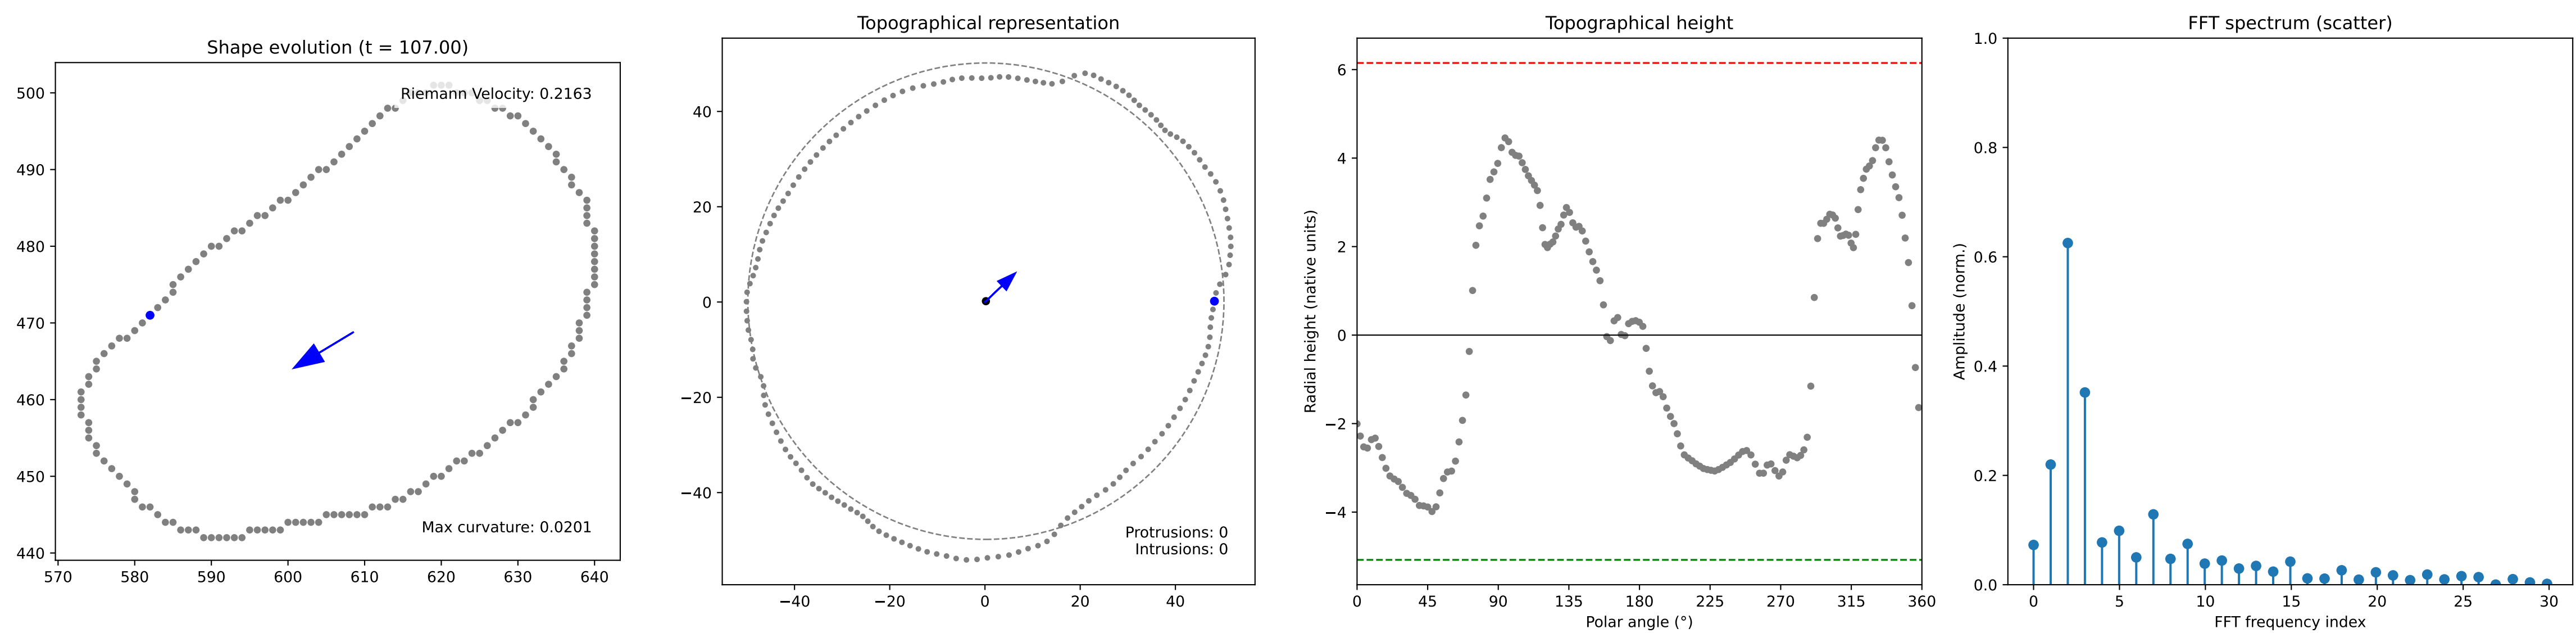 Shape evolution (t = 107.00)
Riemann Velocity: 0.2163
Max curvature: 0.0201
500
490
480
470
460
450
440
570 580 590 600 610 620 630 640
Topographical representation
40
20
0
−20
−40
−40 −20 0 20 40
Protrusions: 0
Intrusions: 0
Topographical height
Radial height (native units)
6
4
2
0
−2
−4
0 45 90 135 180 225 270 315 360
Polar angle (°)
FFT spectrum (scatter)
Amplitude (norm.)
1.0
0.8
0.6
0.4
0.2
0.0
0 5 10 15 20 25 30
FFT frequency index